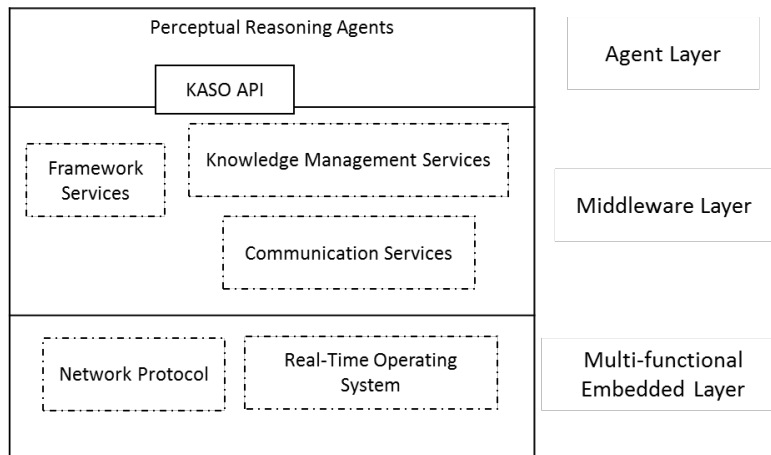 Perceptual Reasoning Agents
KASO API
Agent Layer
Framework
Services
Knowledge Management Services
Communication Services
Middleware Layer
Network Protocol
Real-Time Operating
System
Multi-functional
Embedded Layer